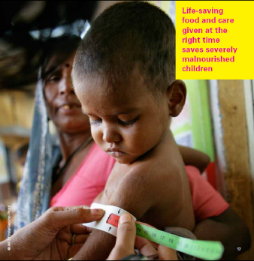 Life-saving
food and care
given at the
right time
saves severely
malnourished
children